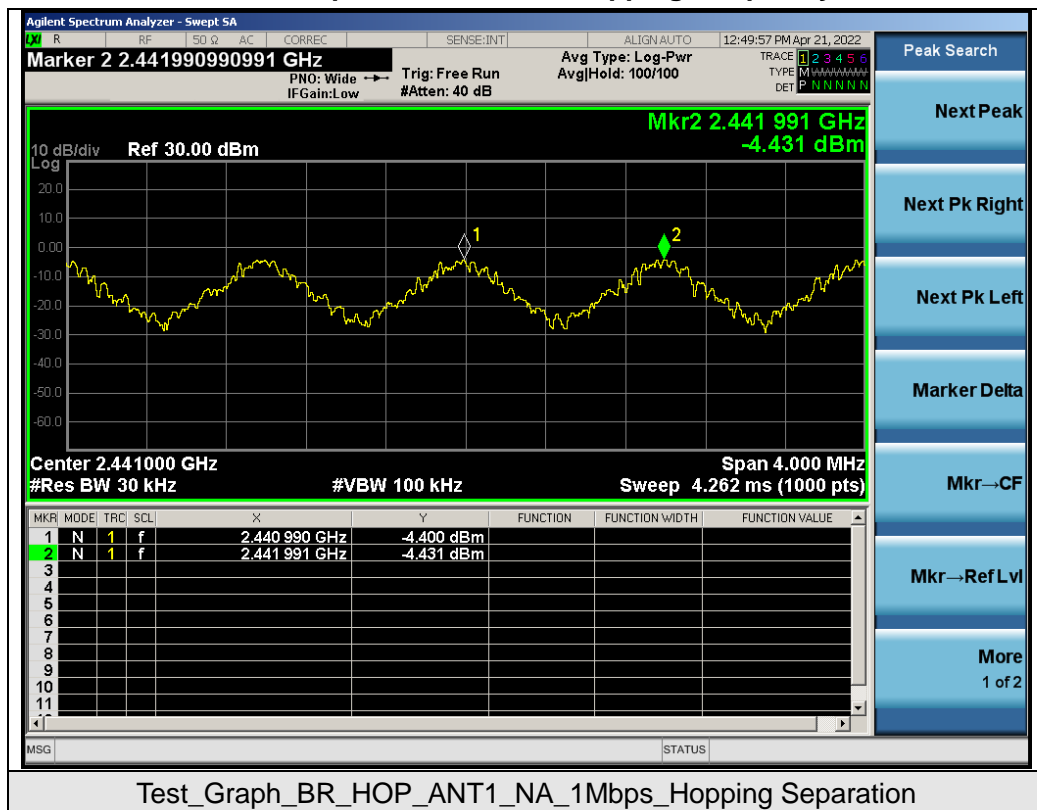 Agilent Spectrum Analyzer - Swept SA
LXI R RF 50 Ω AC CORREC SENSE:INT ALIGN AUTO 12:49:57 PM Apr 21, 2022
Marker 2 2.441990990991 GHz
PNO: Wide
IFGain:Low
Trig: Free Run
#Atten: 40 dB
Avg Type: Log-Pwr
Avg|Hold: 100/100
TRACE 1 2 3 4 5 6
TYPE M
DET P N N N N N
Peak Search
Next Peak
Next Pk Right
Next Pk Left
Marker Delta
Mkr→CF
Mkr→Ref Lvl
More
1 of 2
Mkr2 2.441 991 GHz
-4.431 dBm
10 dB/div Ref 30.00 dBm
Log
20.0
10.0
0.00
-10.0
-20.0
-30.0
-40.0
-50.0
-60.0
1
2
Center 2.441000 GHz Span 4.000 MHz
#Res BW 30 kHz #VBW 100 kHz Sweep 4.262 ms (1000 pts)
MKR MODE TRC SCL X Y FUNCTION FUNCTION WIDTH FUNCTION VALUE
1 N 1 f 2.440 990 GHz -4.400 dBm
2 N 1 f 2.441 991 GHz -4.431 dBm
3
4
5
6
7
8
9
10
11
MSG STATUS
Test_Graph_BR_HOP_ANT1_NA_1Mbps_Hopping Separation